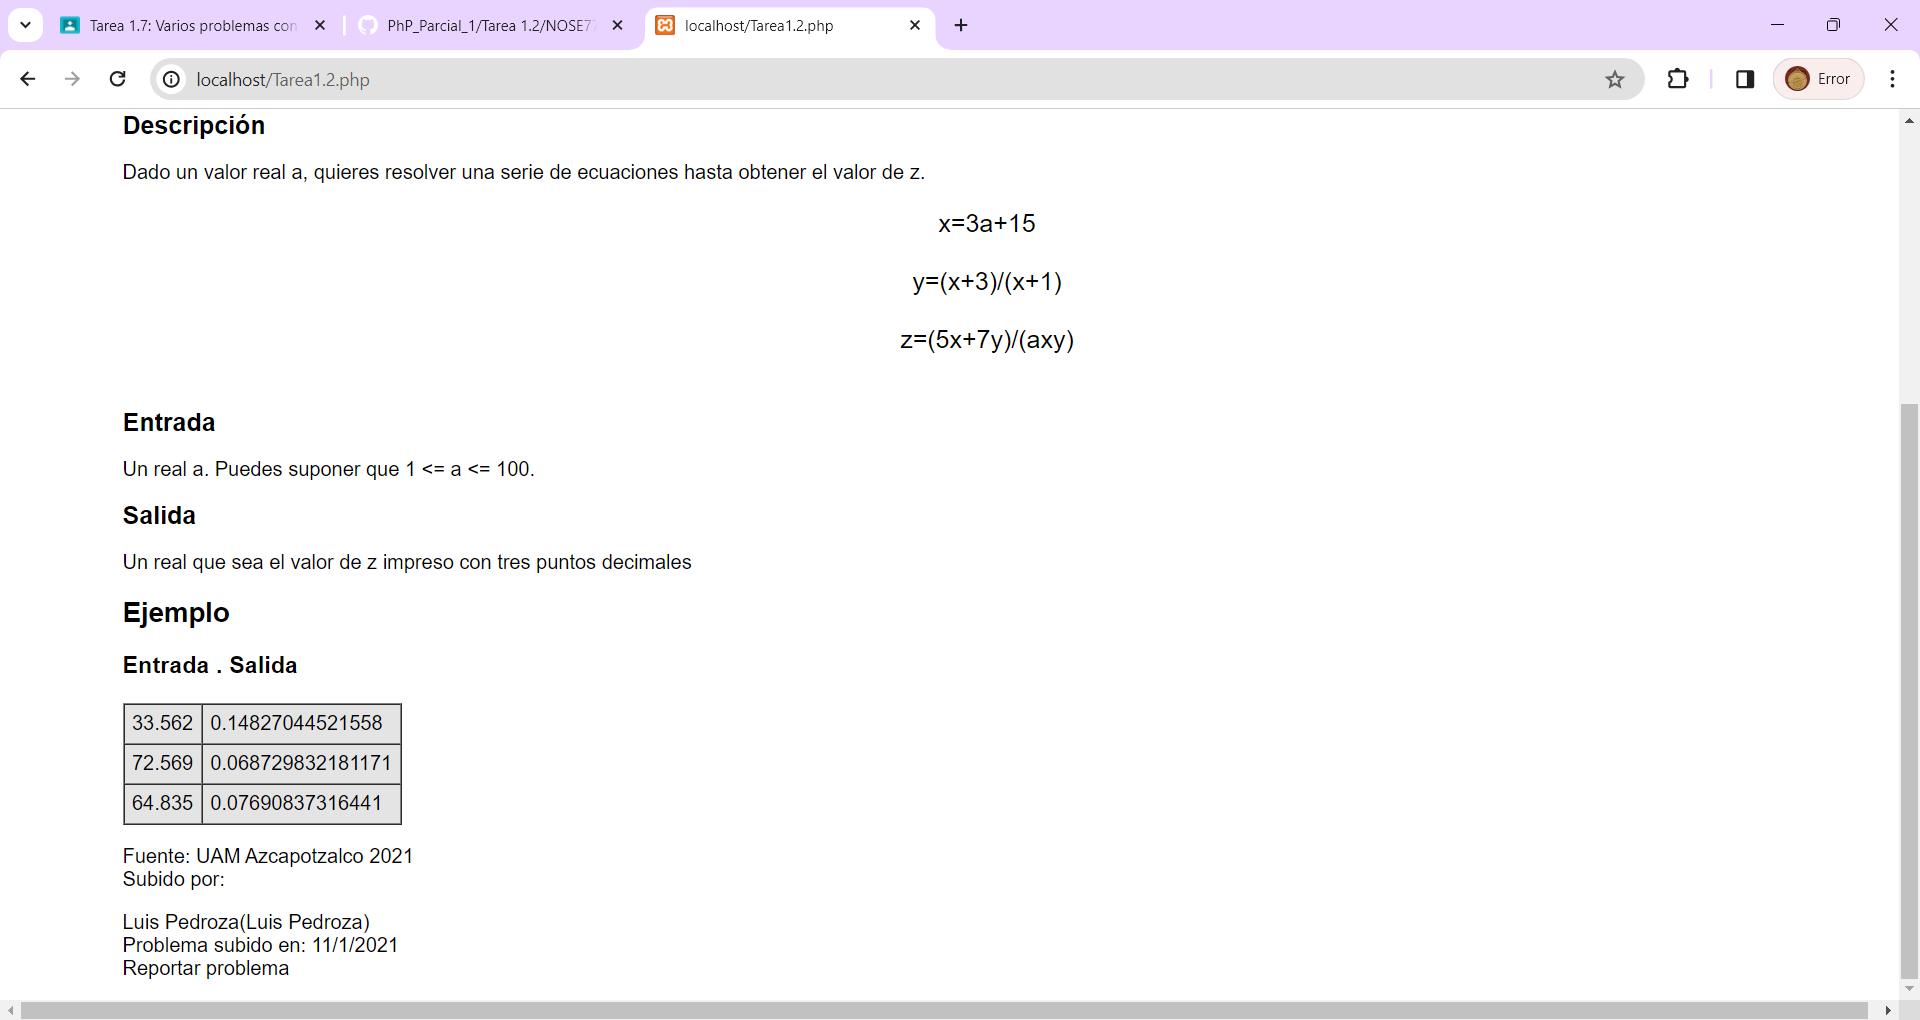 Tarea 1.7: Varios problemas con
PhP_Parcial_1/Tarea 1.2/NOSE7
localhost/Tarea1.2.php
localhost/Tarea1.2.php
Error
Descripción
Dado un valor real a, quieres resolver una serie de ecuaciones hasta obtener el valor de z.
x=3a+15
y=(x+3)/(x+1)
z=(5x+7y)/(axy)
Entrada
Un real a. Puedes suponer que 1 <= a <= 100.
Salida
Un real que sea el valor de z impreso con tres puntos decimales
Ejemplo
Entrada . Salida
33.562 0.14827044521558
72.569 0.068729832181171
64.835 0.07690837316441
Fuente: UAM Azcapotzalco 2021
Subido por:
Luis Pedroza(Luis Pedroza)
Problema subido en: 11/1/2021
Reportar problema